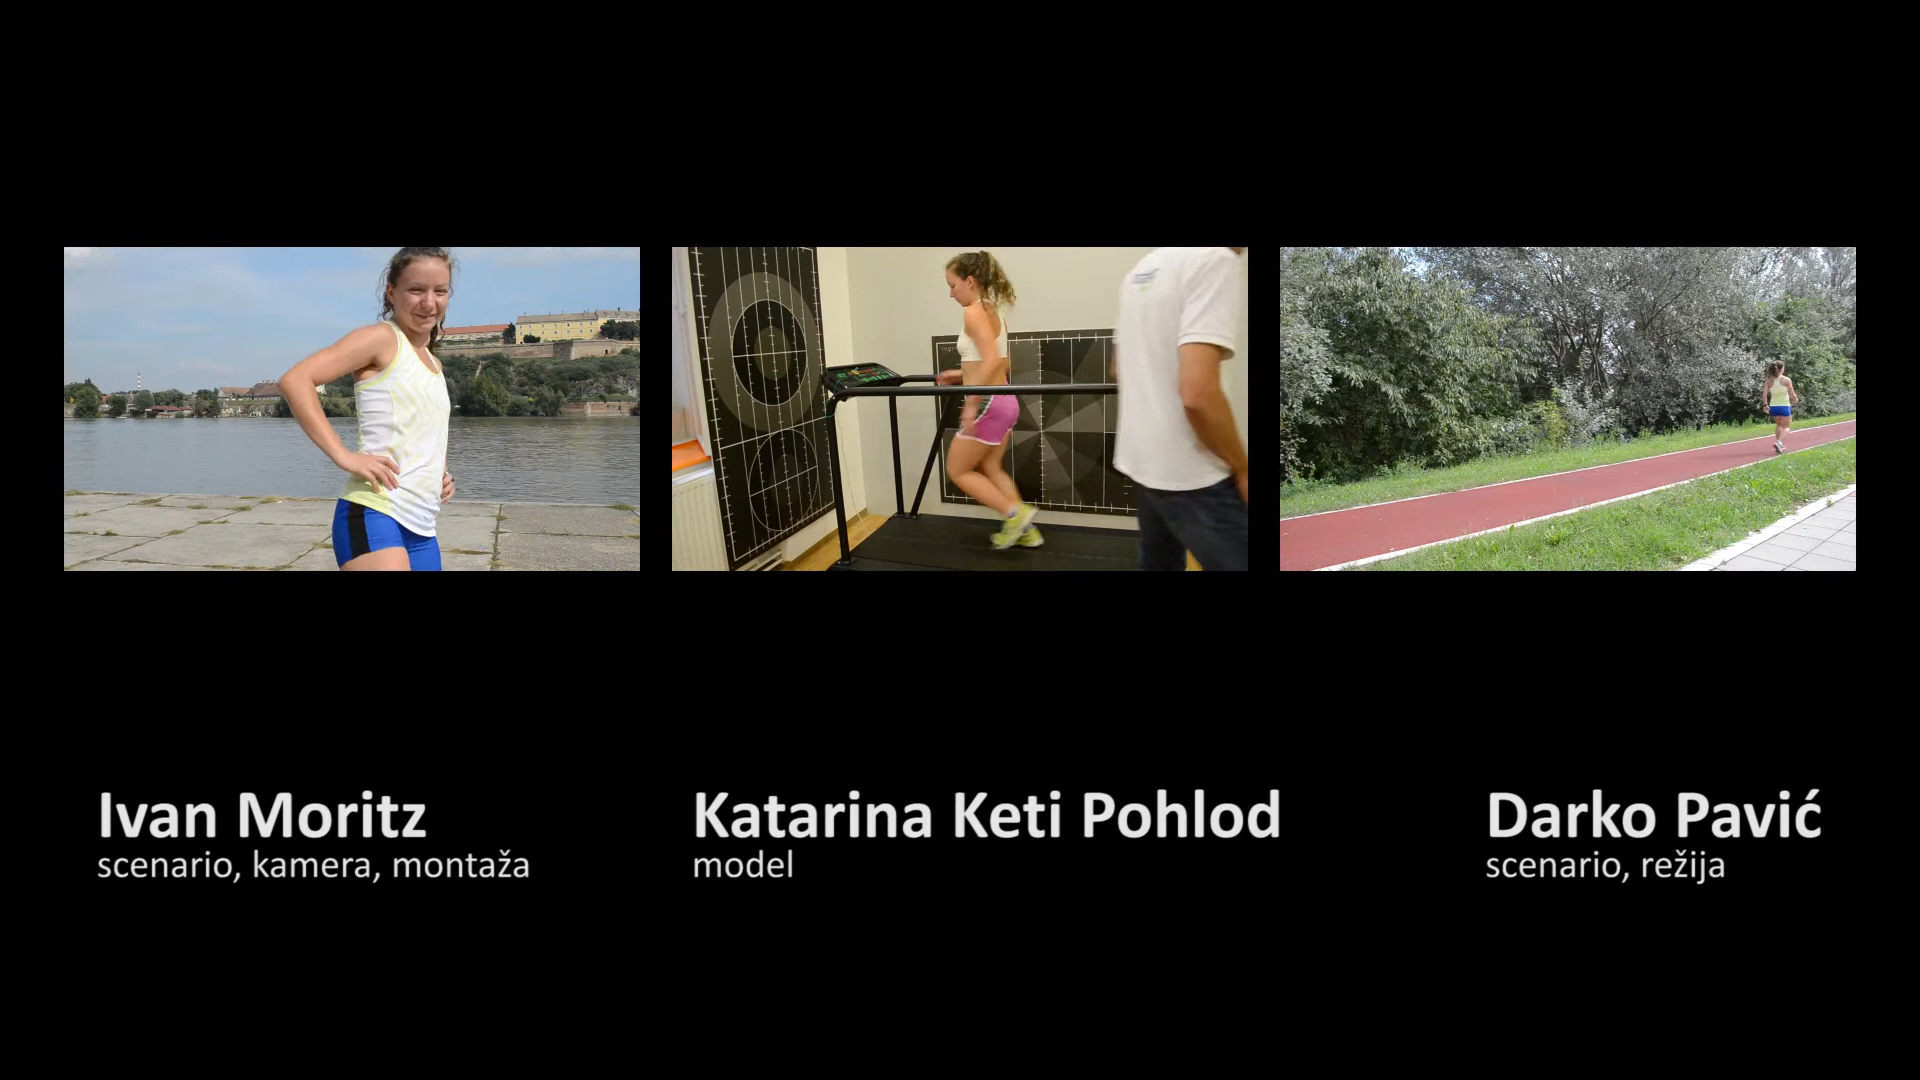 Ivan Moritz
scenario, kamera, montaža
Katarina Keti Pohlod
model
Darko Pavić
scenario, režija